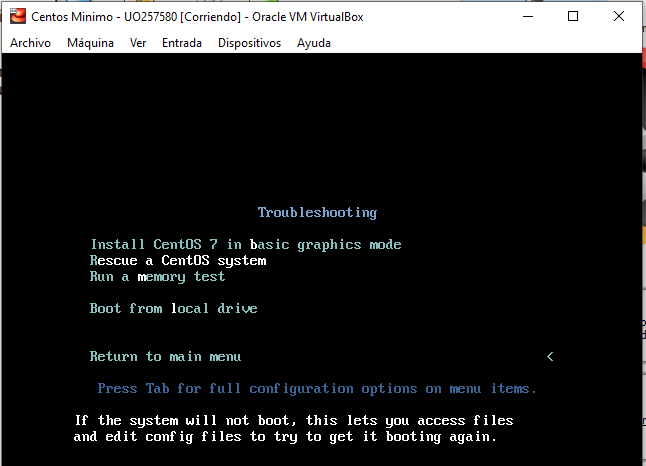 Centos Minimo - UO257580 [Corriendo] - Oracle VM VirtualBox
Archivo Máquina Ver Entrada Dispositivos Ayuda
Troubleshooting
Install CentOS 7 in basic graphics mode
Rescue a CentOS system
Run a memory test
Boot from local drive
Return to main menu <
Press Tab for full configuration options on menu items.
If the system will not boot, this lets you access files
and edit config files to try to get it booting again.